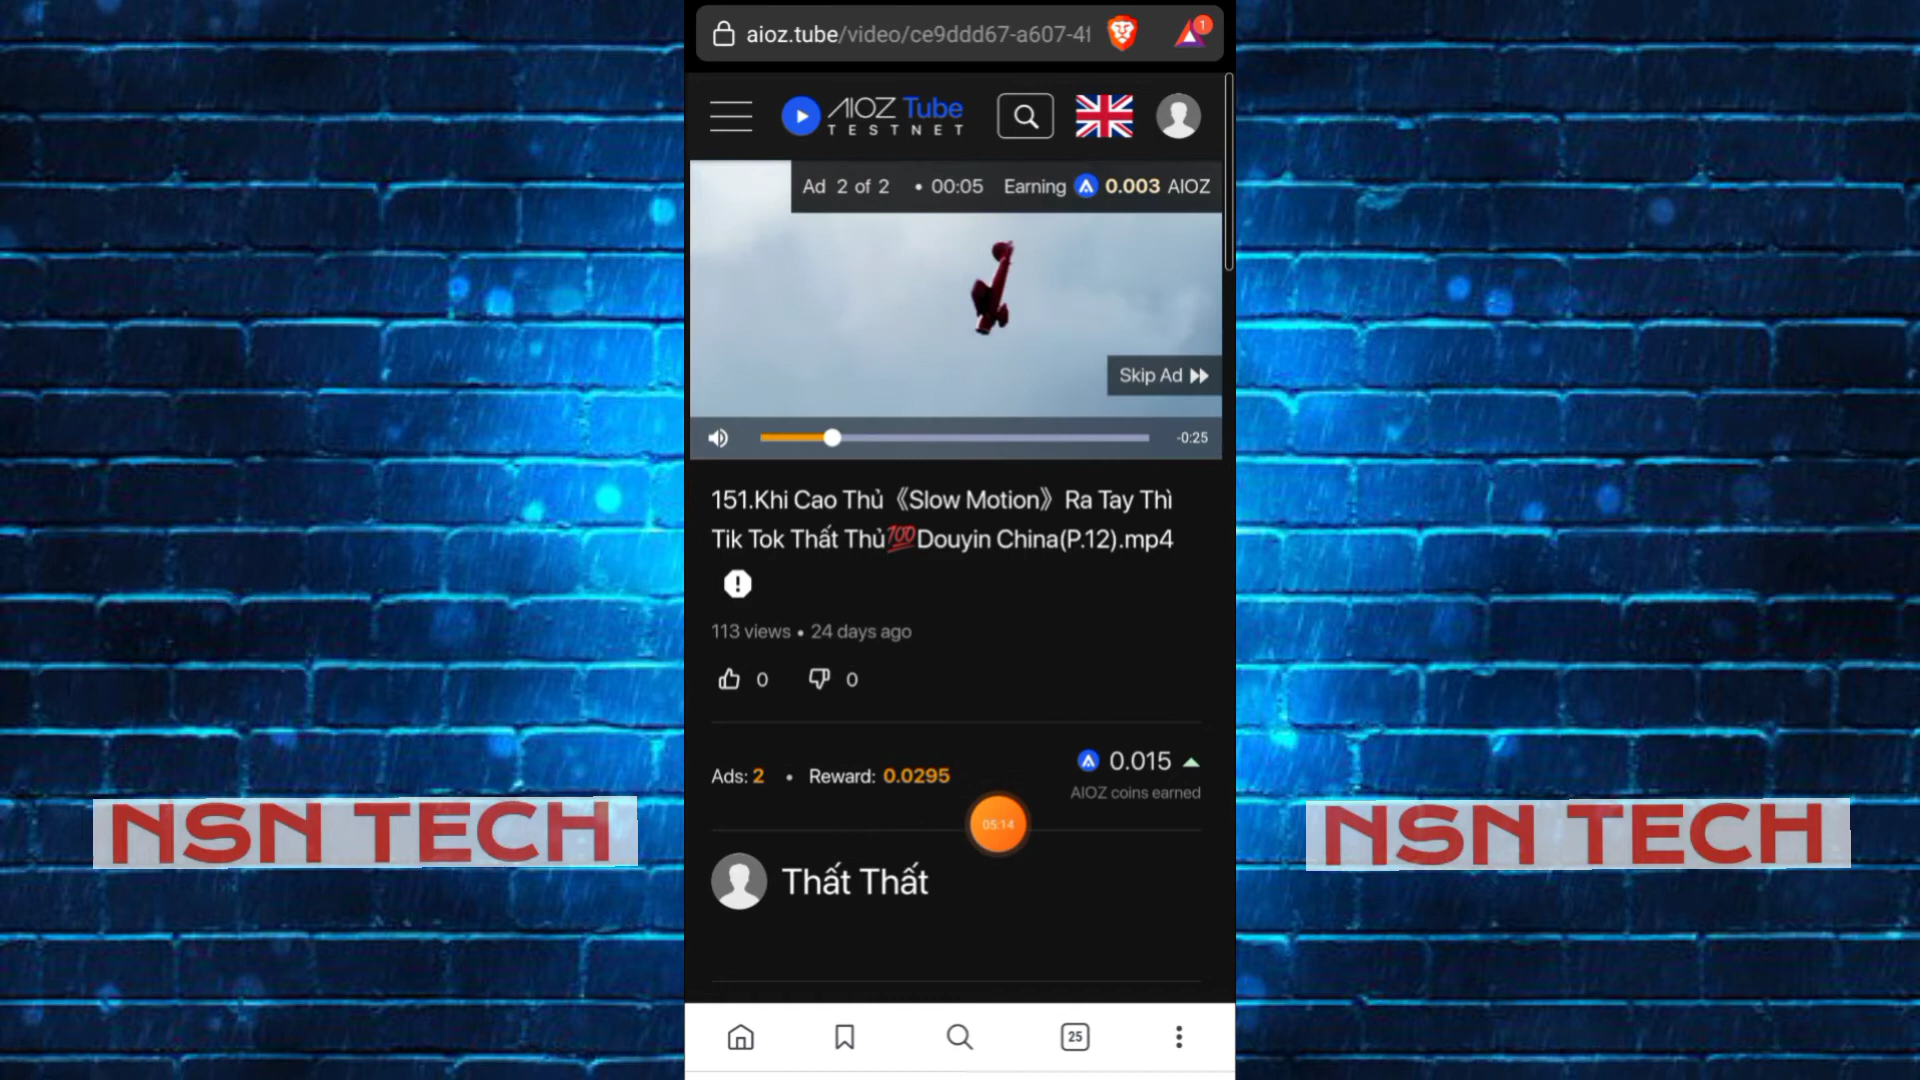 aioz.tube/video/ce9ddd67-a607-4f
1
AIOZ Tube
TESTNET
Ad 2 of 2 • 00:05 Earning 0.003 AIOZ
Skip Ad
-0:25
151.Khi Cao Thủ《Slow Motion》Ra Tay Thì
Tik Tok Thất Thủ💯Douyin China(P.12).mp4
113 views • 24 days ago
0 0
Ads: 2 • Reward: 0.0295
0.015
AIOZ coins earned
05:14
NSN TECH
NSN TECH
Thất Thất
25